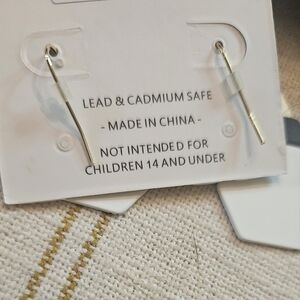 LEAD & CADMIUM SAFE
- MADE IN CHINA -
NOT INTENDED FOR
CHILDREN 14 AND UNDER